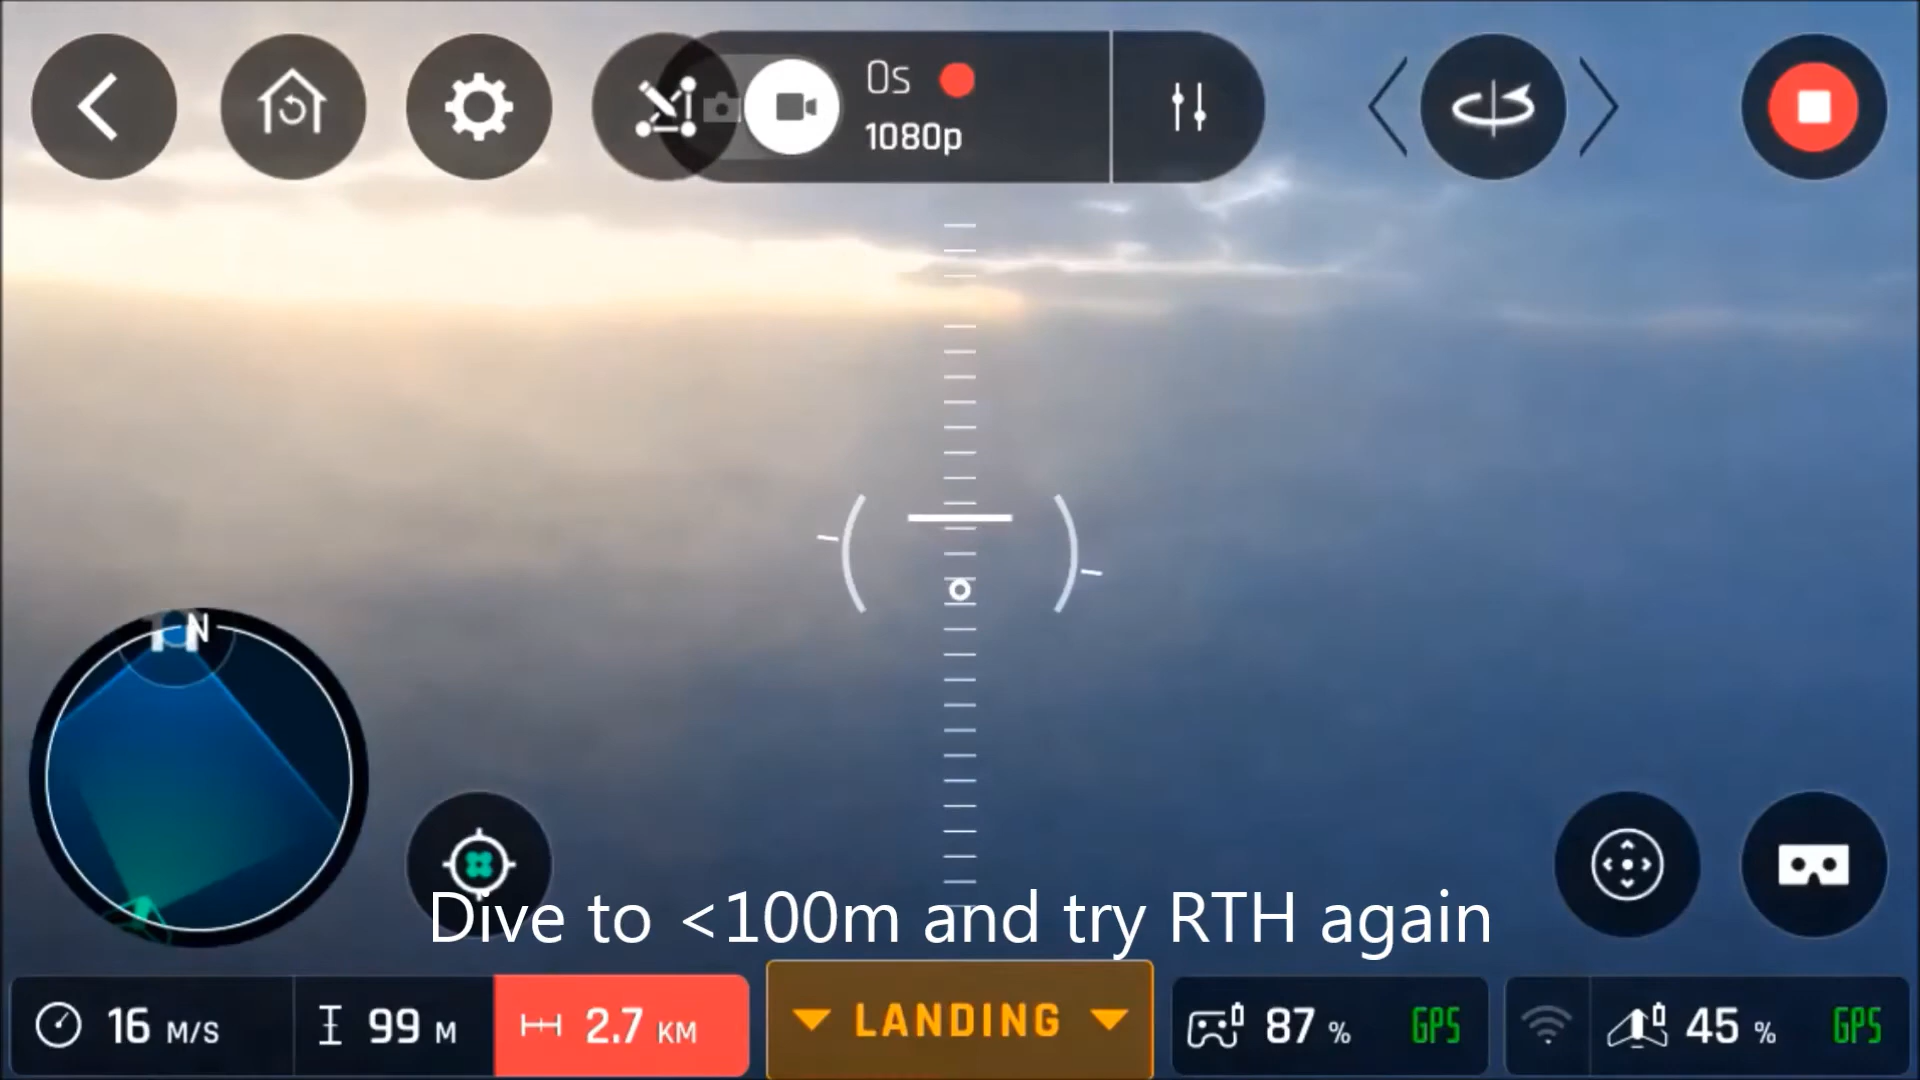 0s
1080p
N
Dive to <100m and try RTH again
16 M/S
99 M
2.7 KM
LANDING
87 %
GPS
45 %
GPS